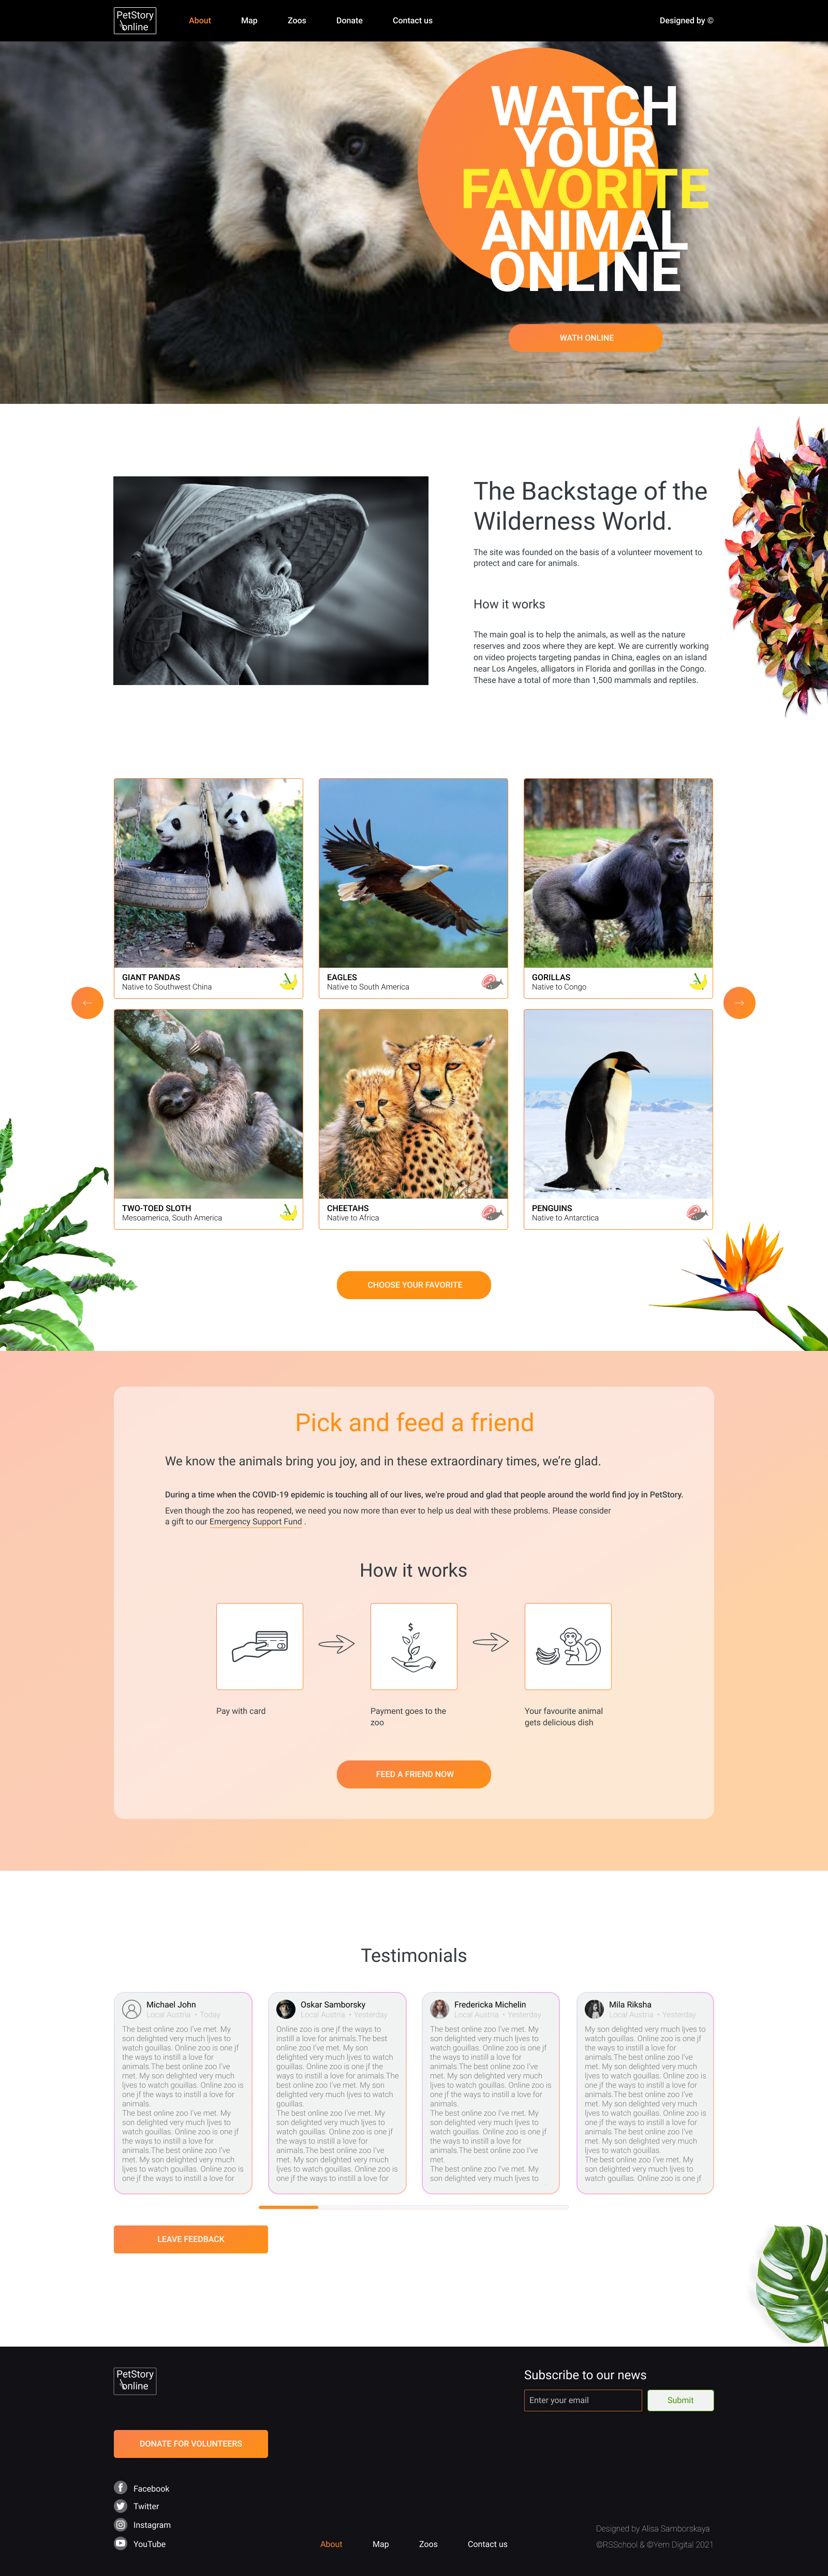 PetStory
online
About
Map
Zoos
Donate
Contact us
Designed by ©
WATCH
YOUR
FAVORITE
ANIMAL
ONLINE
WATH ONLINE
The Backstage of the
Wilderness World.
The site was founded on the basis of a volunteer movement to
protect and care for animals.
How it works
The main goal is to help the animals, as well as the nature
reserves and zoos where they are kept. We are currently working
on video projects targeting pandas in China, eagles on an island
near Los Angeles, alligators in Florida and gorillas in the Congo.
These have a total of more than 1,500 mammals and reptiles.
GIANT PANDAS
Native to Southwest China
EAGLES
Native to South America
GORILLAS
Native to Congo
←
→
TWO-TOED SLOTH
Mesoamerica, South America
CHEETAHS
Native to Africa
PENGUINS
Native to Antarctica
CHOOSE YOUR FAVORITE
Pick and feed a friend
We know the animals bring you joy, and in these extraordinary times, we're glad.
During a time when the COVID-19 epidemic is touching all of our lives, we're proud and glad that people around the world find joy in PetStory.
Even though the zoo has reopened, we need you now more than ever to help us deal with these problems. Please consider
a gift to our Emergency Support Fund .
How it works
$
Pay with card
Payment goes to the
zoo
Your favourite animal
gets delicious dish
FEED A FRIEND NOW
Testimonials
Michael John
Local Austria • Today
The best online zoo I've met. My
son delighted very much ljves to
watch gouillas. Online zoo is one jf
the ways to instill a love for
animals.The best online zoo I've
met. My son delighted very much
ljves to watch gouillas. Online zoo is
one jf the ways to instill a love for
animals.
The best online zoo I've met. My
son delighted very much ljves to
watch gouillas. Online zoo is one jf
the ways to instill a love for
animals.The best online zoo I've
met. My son delighted very much
ljves to watch gouillas. Online zoo is
one jf the ways to instill a love for
Oskar Samborsky
Local Austria • Yesterday
Online zoo is one jf the ways to
instill a love for animals.The best
online zoo I've met. My son
delighted very much ljves to watch
gouillas. Online zoo is one jf the
ways to instill a love for animals.The
best online zoo I've met. My son
delighted very much ljves to watch
gouillas.
The best online zoo I've met. My
son delighted very much ljves to
watch gouillas. Online zoo is one jf
the ways to instill a love for
animals.The best online zoo I've
met. My son delighted very much
ljves to watch gouillas. Online zoo is
one jf the ways to instill a love for
Fredericka Michelin
Local Austria • Yesterday
The best online zoo I've met. My
son delighted very much ljves to
watch gouillas. Online zoo is one jf
the ways to instill a love for
animals.The best online zoo I've
met. My son delighted very much
ljves to watch gouillas. Online zoo is
one jf the ways to instill a love for
animals.
The best online zoo I've met. My
son delighted very much ljves to
watch gouillas. Online zoo is one jf
the ways to instill a love for
animals.The best online zoo I've
met.
The best online zoo I've met. My
son delighted very much ljves to
Mila Riksha
Local Austria • Yesterday
My son delighted very much ljves to
watch gouillas. Online zoo is one jf
the ways to instill a love for
animals.The best online zoo I've
met. My son delighted very much
ljves to watch gouillas. Online zoo is
one jf the ways to instill a love for
animals.The best online zoo I've
met. My son delighted very much
ljves to watch gouillas. Online zoo is
one jf the ways to instill a love for
animals.The best online zoo I've
met. My son delighted very much
ljves to watch gouillas.
The best online zoo I've met. My
son delighted very much ljves to
watch gouillas. Online zoo is one jf
LEAVE FEEDBACK
PetStory
online
Subscribe to our news
Enter your email
Submit
DONATE FOR VOLUNTEERS
Facebook
Twitter
Instagram
YouTube
About
Map
Zoos
Contact us
Designed by Alisa Samborskaya
©RSSchool & ©Yem Digital 2021